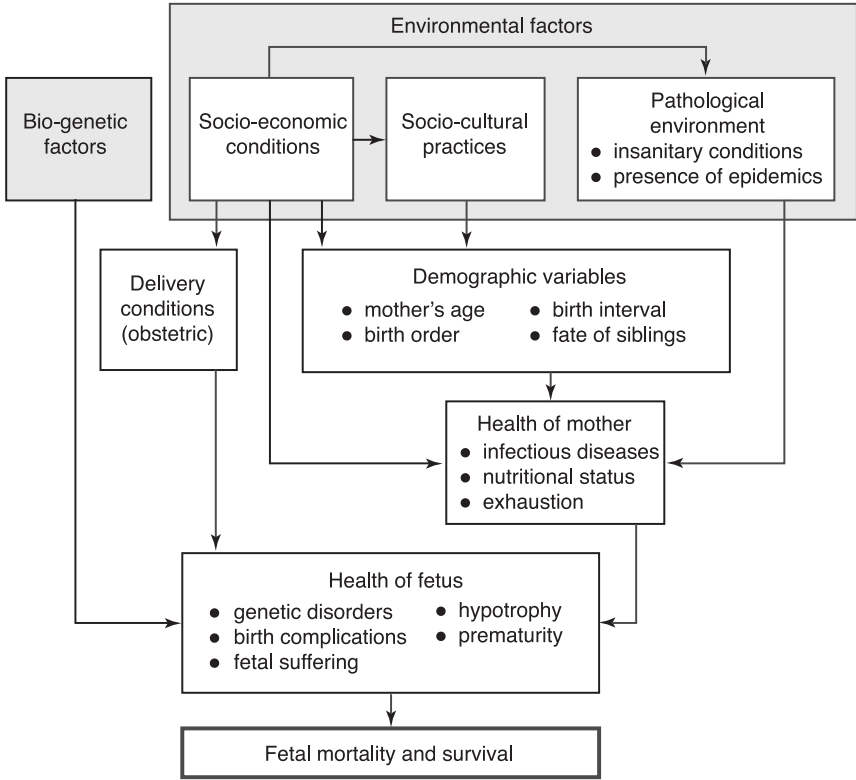 Environmental factors
Bio-genetic
factors
Socio-economic
conditions
Socio-cultural
practices
Pathological
environment
● insanitary conditions
● presence of epidemics
Delivery
conditions
(obstetric)
Demographic variables
● mother's age
● birth order
● birth interval
● fate of siblings
Health of mother
● infectious diseases
● nutritional status
● exhaustion
Health of fetus
● genetic disorders
● birth complications
● fetal suffering
● hypotrophy
● prematurity
Fetal mortality and survival